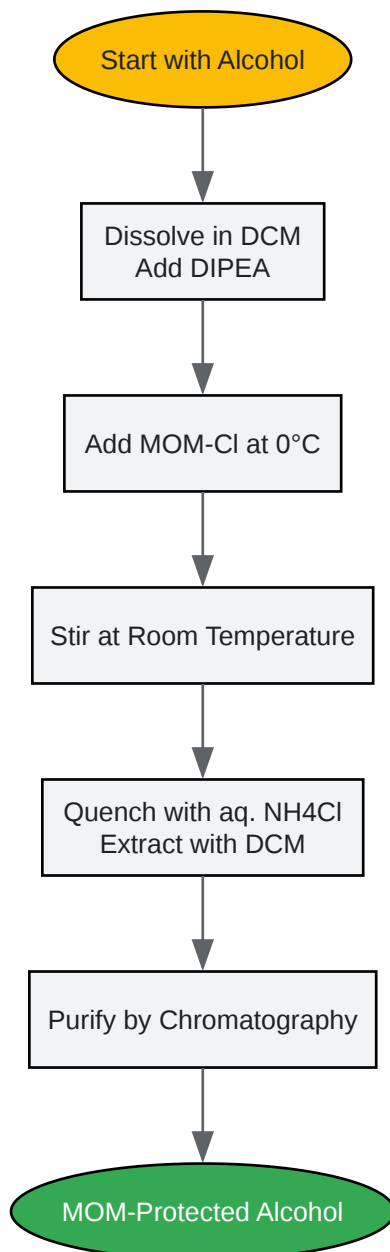 Start with Alcohol
Dissolve in DCM
Add DIPEA
Add MOM-Cl at 0°C
Stir at Room Temperature
Quench with aq. NH4Cl
Extract with DCM
Purify by Chromatography
MOM-Protected Alcohol